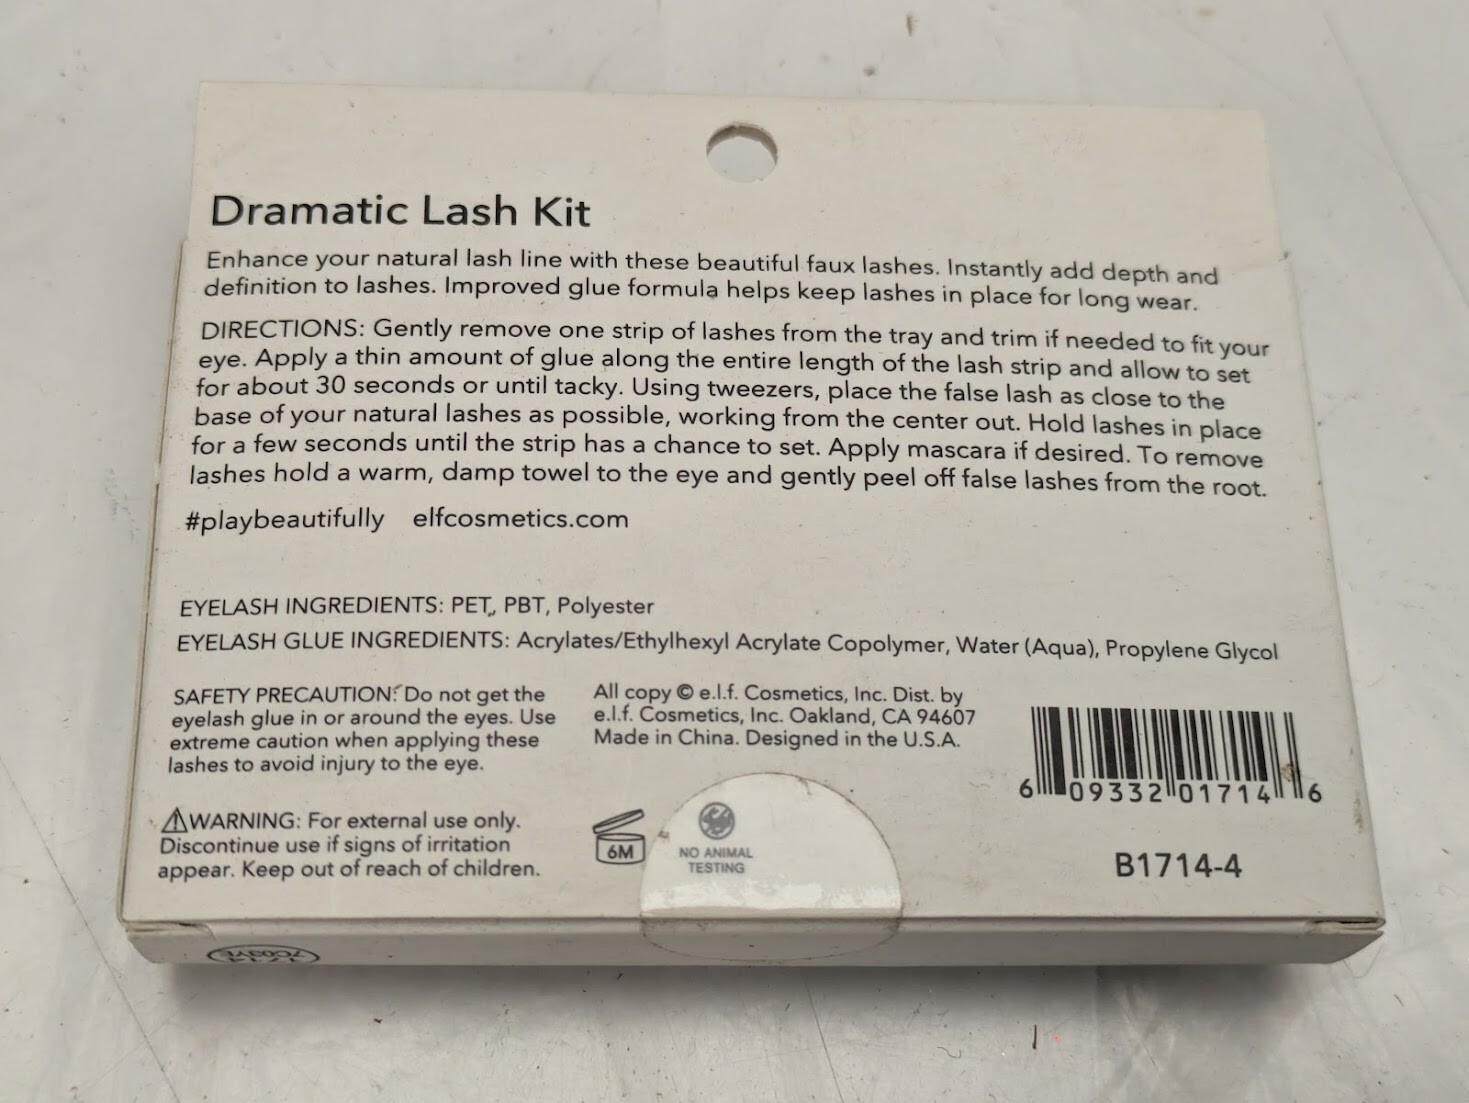 Dramatic Lash Kit
Enhance your natural lash line with these beautiful faux lashes. Instantly add depth and
definition to lashes. Improved glue formula helps keep lashes in place for long wear.
DIRECTIONS: Gently remove one strip of lashes from the tray and trim if needed to fit your
eye. Apply a thin amount of glue along the entire length of the lash strip and allow to set
for about 30 seconds or until tacky. Using tweezers, place the false lash as close to the
base of your natural lashes as possible, working from the center out. Hold lashes in place
for a few seconds until the strip has a chance to set. Apply mascara if desired. To remove
lashes hold a warm, damp towel to the eye and gently peel off false lashes from the root.
#playbeautifully elfcosmetics.com
EYELASH INGREDIENTS: PET, PBT, Polyester
EYELASH GLUE INGREDIENTS: Acrylates/Ethylhexyl Acrylate Copolymer, Water (Aqua), Propylene Glycol
SAFETY PRECAUTION: Do not get the
eyelash glue in or around the eyes. Use
extreme caution when applying these
lashes to avoid injury to the eye.
⚠WARNING: For external use only.
Discontinue use if signs of irritation
appear. Keep out of reach of children.
All copy © e.l.f. Cosmetics, Inc. Dist. by
e.l.f. Cosmetics, Inc. Oakland, CA 94607
Made in China. Designed in the U.S.A.
6M
NO ANIMAL
TESTING
6 09332 01714 6
B1714-4